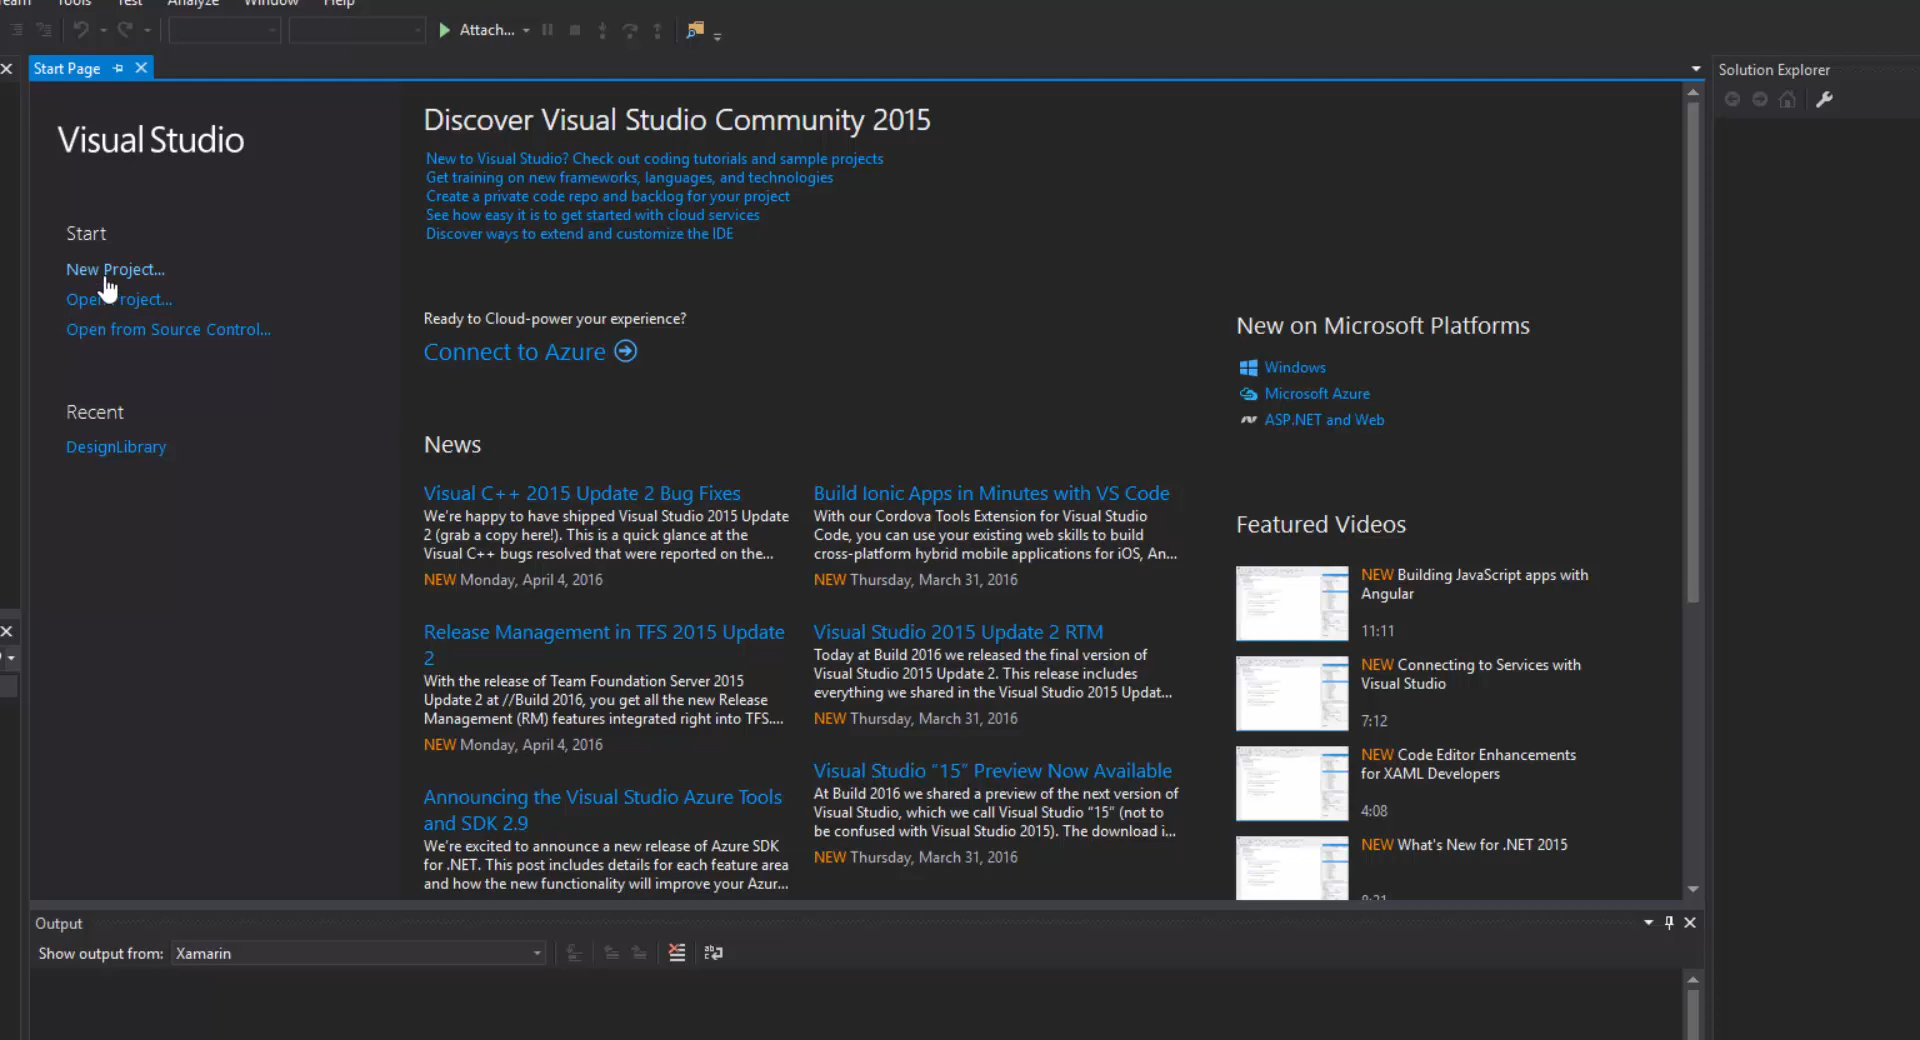 Team Tools Test Analyze Window Help
Attach...
Start Page
Solution Explorer
Visual Studio
Start
New Project...
Open Project...
Open from Source Control...
Recent
DesignLibrary
Discover Visual Studio Community 2015
New to Visual Studio? Check out coding tutorials and sample projects
Get training on new frameworks, languages, and technologies
Create a private code repo and backlog for your project
See how easy it is to get started with cloud services
Discover ways to extend and customize the IDE
Ready to Cloud-power your experience?
Connect to Azure
News
Visual C++ 2015 Update 2 Bug Fixes
We're happy to have shipped Visual Studio 2015 Update
2 (grab a copy here!). This is a quick glance at the
Visual C++ bugs resolved that were reported on the...
NEW Monday, April 4, 2016
Release Management in TFS 2015 Update
2
With the release of Team Foundation Server 2015
Update 2 at //Build 2016, you get all the new Release
Management (RM) features integrated right into TFS....
NEW Monday, April 4, 2016
Announcing the Visual Studio Azure Tools
and SDK 2.9
We're excited to announce a new release of Azure SDK
for .NET. This post includes details for each feature area
and how the new functionality will improve your Azur...
Build Ionic Apps in Minutes with VS Code
With our Cordova Tools Extension for Visual Studio
Code, you can use your existing web skills to build
cross-platform hybrid mobile applications for iOS, An...
NEW Thursday, March 31, 2016
Visual Studio 2015 Update 2 RTM
Today at Build 2016 we released the final version of
Visual Studio 2015 Update 2. This release includes
everything we shared in the Visual Studio 2015 Updat...
NEW Thursday, March 31, 2016
Visual Studio “15” Preview Now Available
At Build 2016 we shared a preview of the next version of
Visual Studio, which we call Visual Studio “15” (not to
be confused with Visual Studio 2015). The download i...
NEW Thursday, March 31, 2016
New on Microsoft Platforms
Windows
Microsoft Azure
ASP.NET and Web
Featured Videos
NEW Building JavaScript apps with
Angular
11:11
NEW Connecting to Services with
Visual Studio
7:12
NEW Code Editor Enhancements
for XAML Developers
4:08
NEW What's New for .NET 2015
Output
Show output from: Xamarin